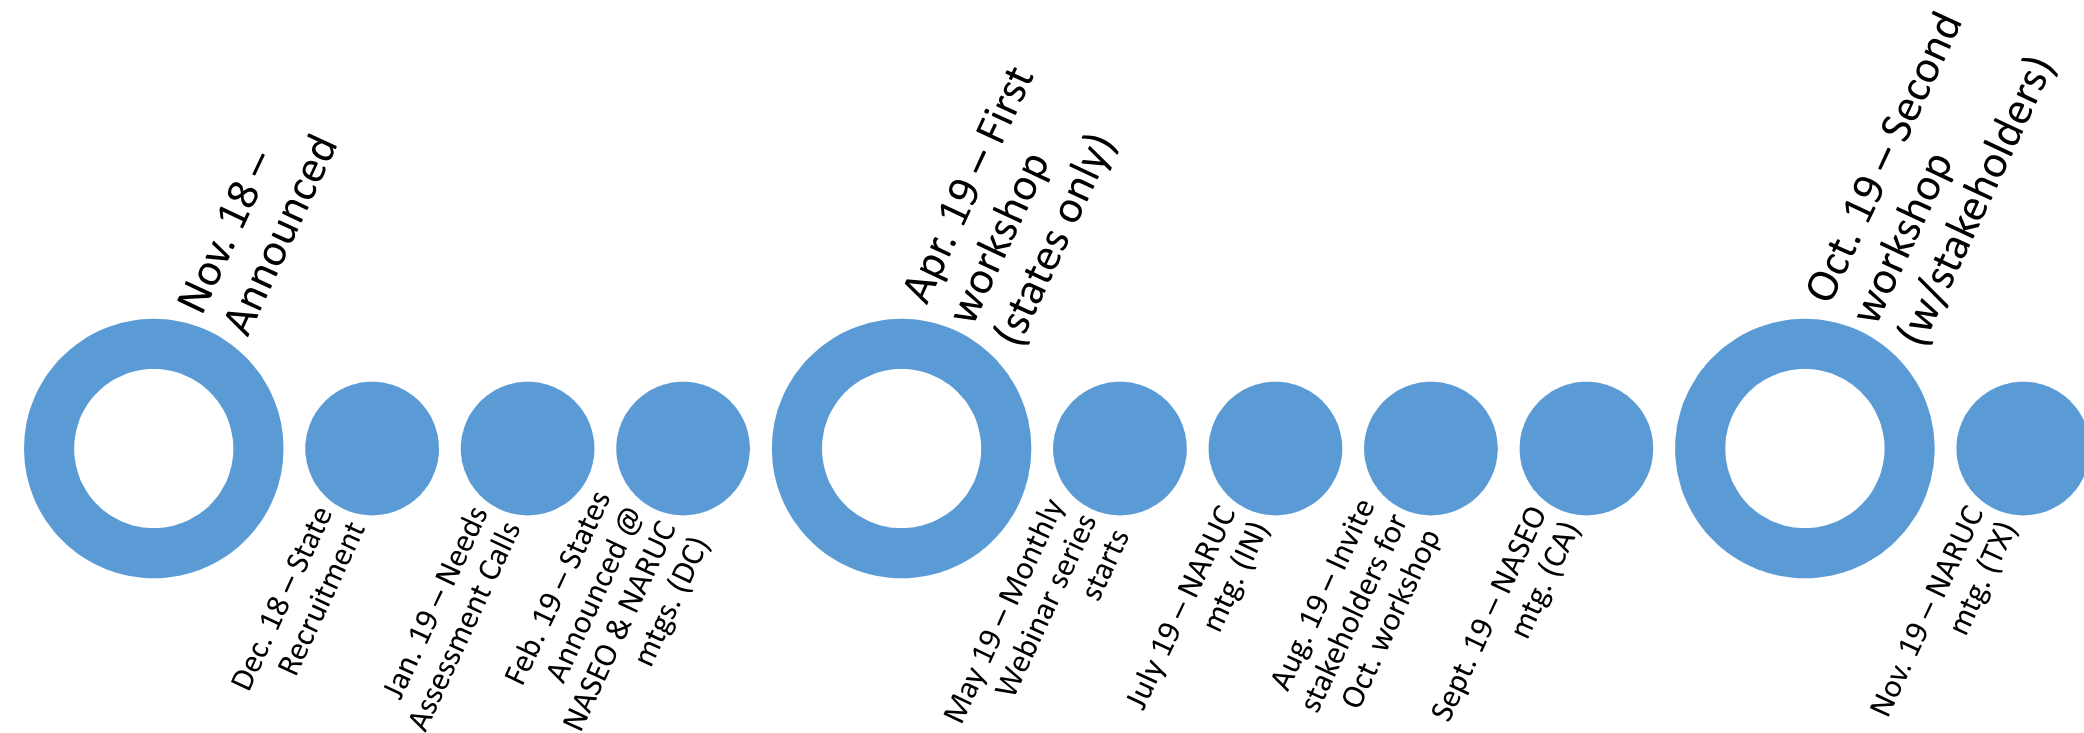 Nov. 18 –
Announced
Dec. 18 – State
Recruitment
Jan. 19 – Needs
Assessment Calls
Feb. 19 – States
Announced @
NASEO & NARUC
mtgs. (DC)
Apr. 19 – First
workshop
(states only)
May 19 – Monthly
Webinar series
starts
July 19 – NARUC
mtg. (IN)
Aug. 19 – Invite
stakeholders for
Oct. workshop
Sept. 19 – NASEO
mtg. (CA)
Oct. 19 – Second
workshop
(w/stakeholders)
Nov. 19 – NARUC
mtg. (TX)